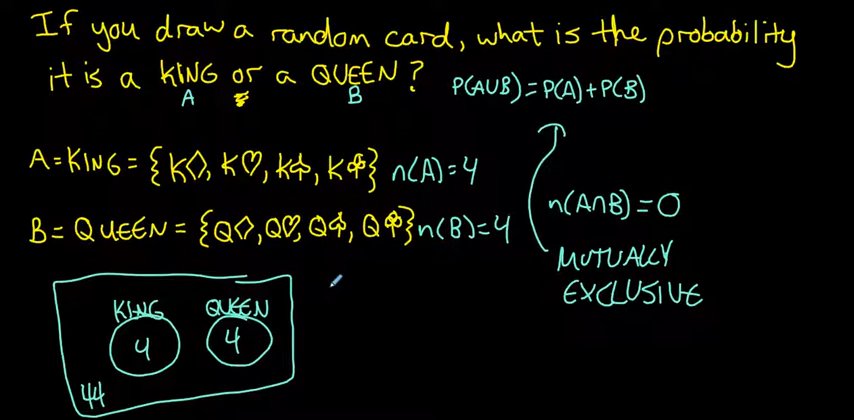 If you draw a random card, what is the probability
it is a KING or a QUEEN?
A
B
P(A∪B) = P(A) + P(B)
A = KING = {K♢, K♡, K♤, K♧} n(A) = 4
B = QUEEN = {Q♢, Q♡, Q♤, Q♧} n(B) = 4
n(A∩B) = 0
MUTUALLY
EXCLUSIVE
KING QUEEN
4 4
44